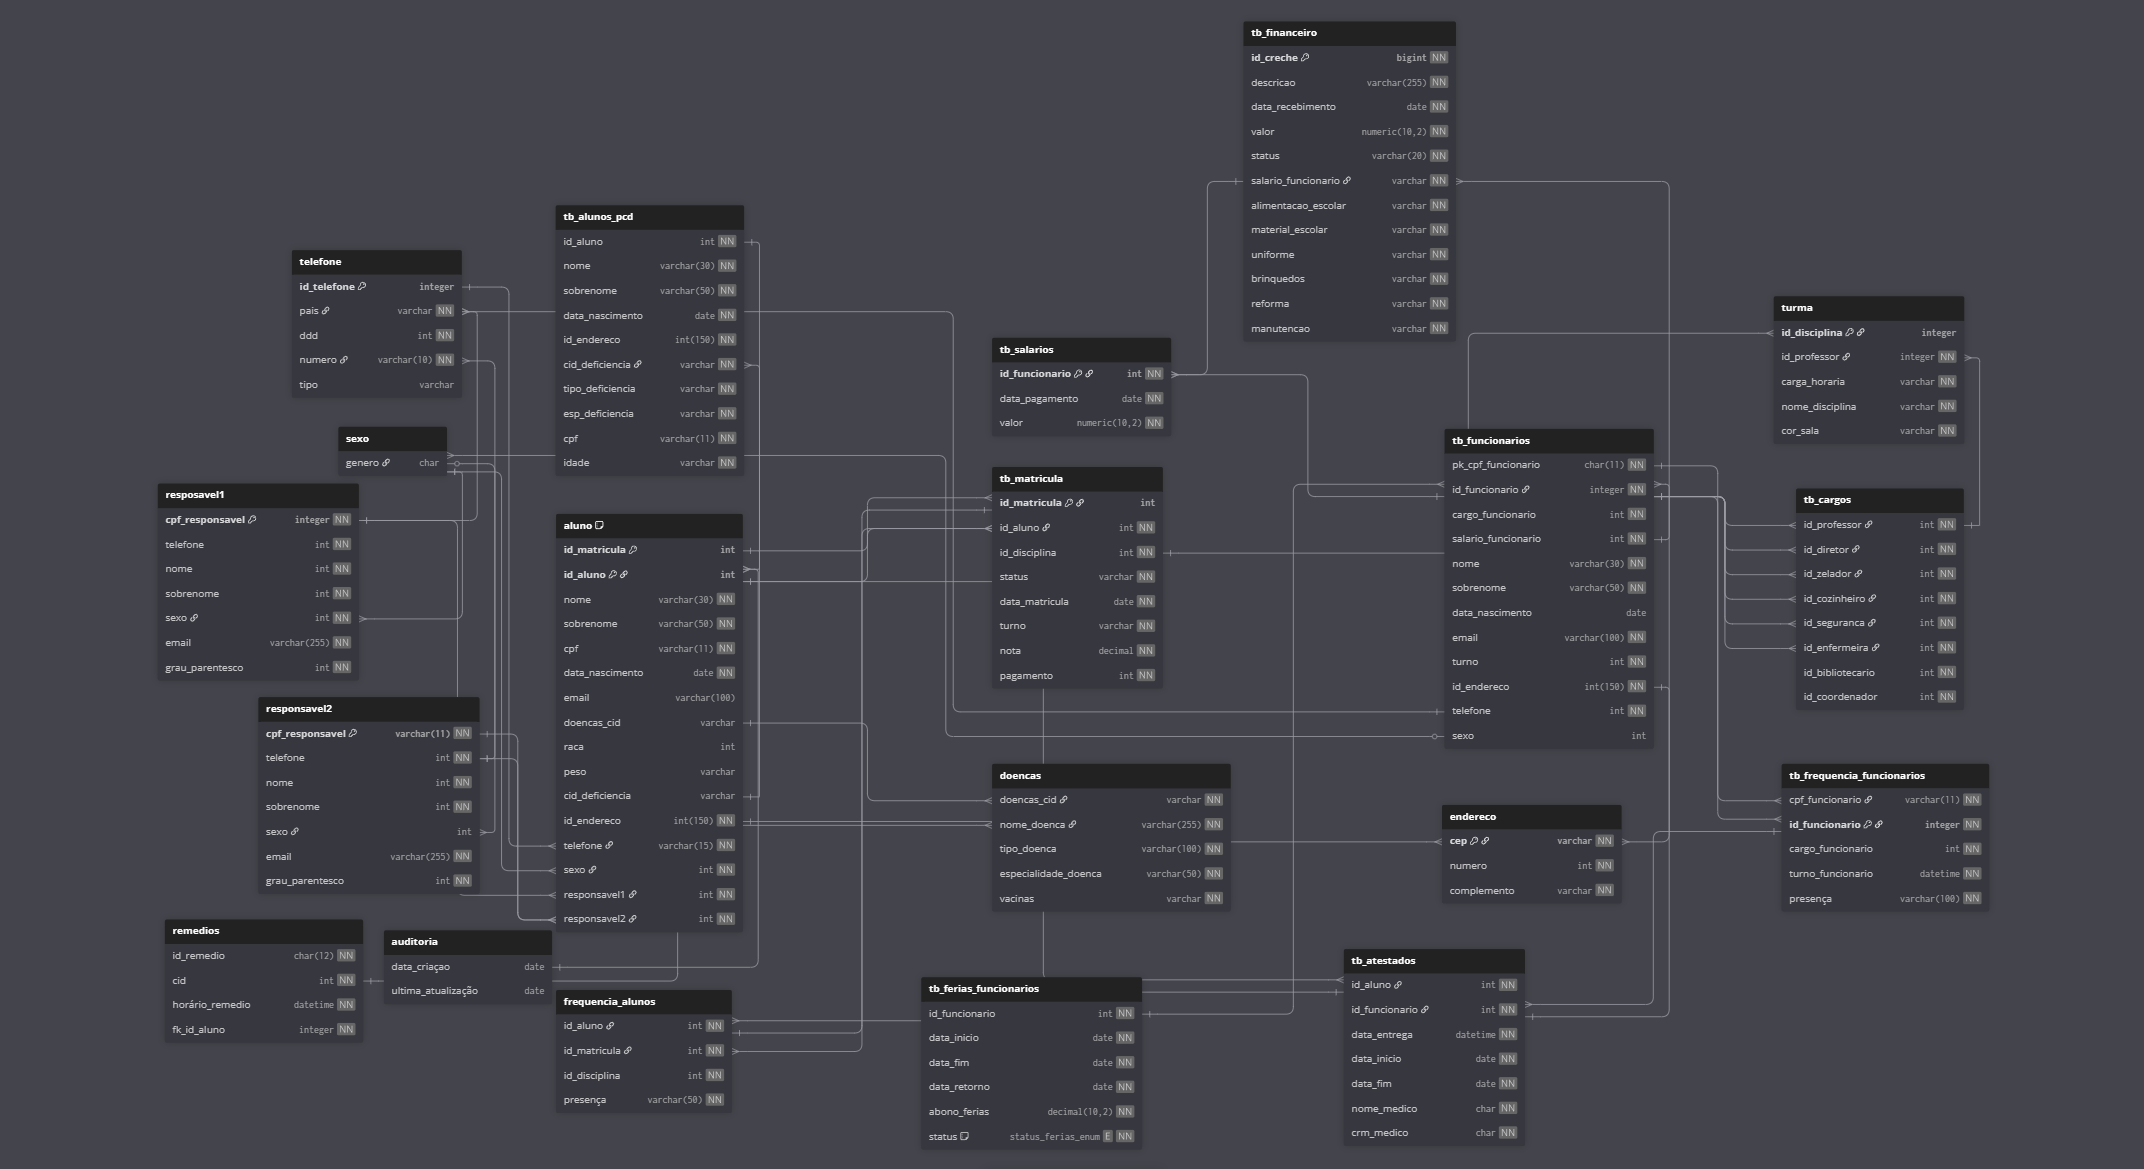 tb_financeiro
id_creche bigint NN
descricao varchar(255) NN
data_recebimento date NN
valor numeric(10,2) NN
status varchar(20) NN
salario_funcionario varchar NN
alimentacao_escolar varchar NN
material_escolar varchar NN
uniforme varchar NN
brinquedos varchar NN
reforma varchar NN
manutencao varchar NN
tb_alunos_pcd
id_aluno int NN
nome varchar(30) NN
sobrenome varchar(50) NN
data_nascimento date NN
id_endereco int(150) NN
cid_deficiencia varchar NN
tipo_deficiencia varchar NN
esp_deficiencia varchar NN
cpf varchar(11) NN
idade varchar NN
telefone
id_telefone integer
pais varchar NN
ddd int NN
numero varchar(10) NN
tipo varchar
turma
id_disciplina integer
id_professor integer NN
carga_horaria varchar NN
nome_disciplina varchar NN
cor_sala varchar NN
tb_salarios
id_funcionario int NN
data_pagamento date NN
valor numeric(10,2) NN
sexo
genero char
tb_funcionarios
pk_cpf_funcionario char(11) NN
id_funcionario integer NN
cargo_funcionario int NN
salario_funcionario int NN
nome varchar(30) NN
sobrenome varchar(50) NN
data_nascimento date
email varchar(100) NN
turno int NN
id_endereco int(150) NN
telefone int NN
sexo int
tb_matricula
id_matricula int
id_aluno int NN
id_disciplina int NN
status varchar NN
data_matricula date NN
turno varchar NN
nota decimal NN
pagamento int NN
resposavel1
cpf_responsavel integer NN
telefone int NN
nome int NN
sobrenome int NN
sexo int NN
email varchar(255) NN
grau_parentesco int NN
tb_cargos
id_professor int NN
id_diretor int NN
id_zelador int NN
id_cozinheiro int NN
id_seguranca int NN
id_enfermeira int NN
id_bibliotecario int NN
id_coordenador int NN
aluno
id_matricula int
id_aluno int
nome varchar(30) NN
sobrenome varchar(50) NN
cpf varchar(11) NN
data_nascimento date NN
email varchar(100)
doencas_cid varchar
raca int
peso varchar
cid_deficiencia varchar
id_endereco int(150) NN
telefone varchar(15) NN
sexo int NN
responsavel1 int NN
responsavel2 int NN
responsavel2
cpf_responsavel varchar(11) NN
telefone int NN
nome int NN
sobrenome int NN
sexo int
email varchar(255) NN
grau_parentesco int NN
doencas
doencas_cid varchar NN
nome_doenca varchar(255) NN
tipo_doenca varchar(100) NN
especialidade_doenca varchar(50) NN
vacinas varchar NN
tb_frequencia_funcionarios
cpf_funcionario varchar(11) NN
id_funcionario integer NN
cargo_funcionario int NN
turno_funcionario datetime NN
presença varchar(100) NN
endereco
cep varchar NN
numero int NN
complemento varchar NN
remedios
id_remedio char(12) NN
cid int NN
horário_remedio datetime NN
fk_id_aluno integer NN
auditoria
data_criaçao date
ultima_atualização date
tb_atestados
id_aluno int NN
id_funcionario int NN
data_entrega datetime NN
data_inicio date NN
data_fim date NN
nome_medico char NN
crm_medico char NN
tb_ferias_funcionarios
id_funcionario int NN
data_inicio date NN
data_fim date NN
data_retorno date NN
abono_ferias decimal(10,2) NN
status status_ferias_enum E NN
frequencia_alunos
id_aluno int NN
id_matricula int NN
id_disciplina int NN
presença varchar(50) NN